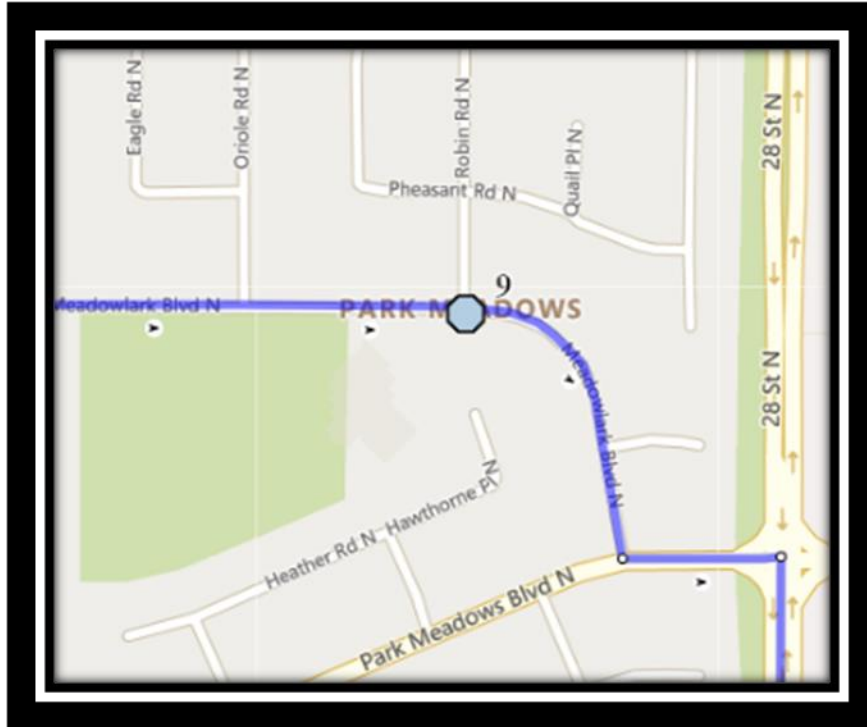 Eagle Rd N
Oriole Rd N
Robin Rd N
Quail Pl N
28 St N
Pheasant Rd N
9
Meadowlark Blvd N
PARK MEADOWS
Meadowlark Blvd N
28 St N
Hawthorne Pl N
Heather Rd N
Park Meadows Blvd N